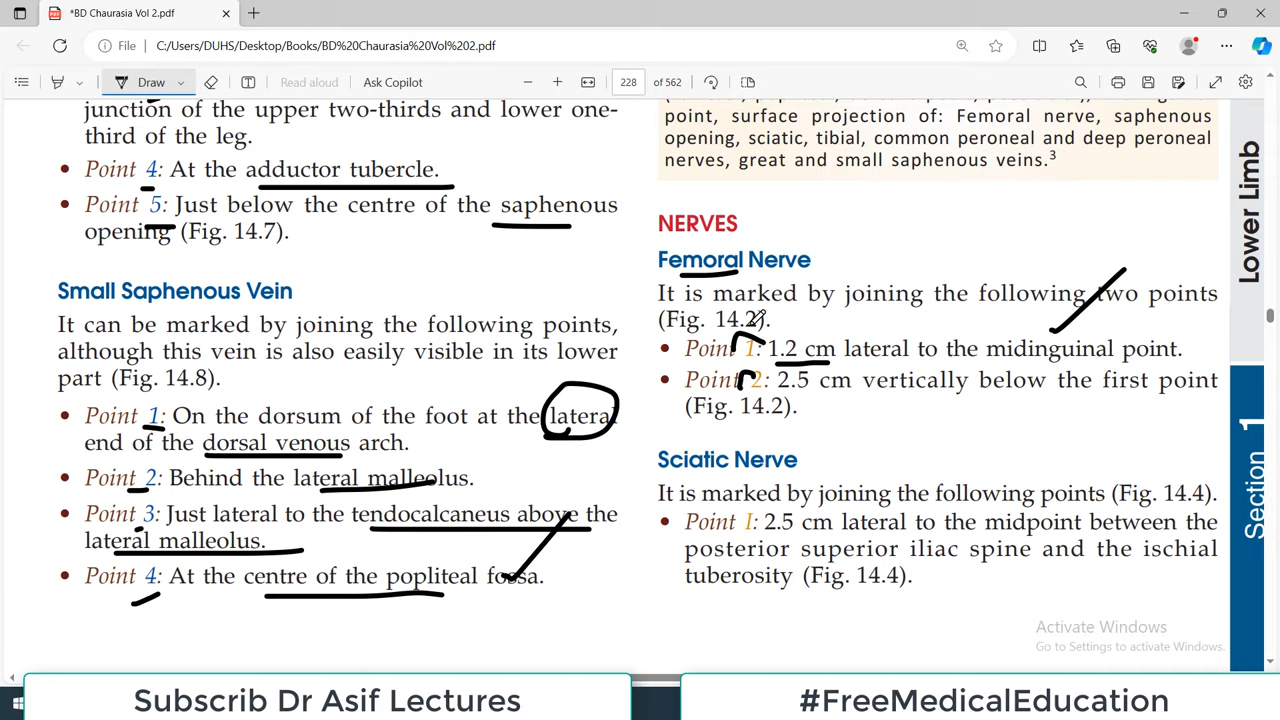 *BD Chaurasia Vol 2.pdf
File
C:/Users/DUHS/Desktop/Books/BD%20Chaurasia%20Vol%202.pdf
Draw
Read aloud
Ask Copilot
228 of 562
junction of the upper two-thirds and lower one-
third of the leg.
• Point 4: At the adductor tubercle.
• Point 5: Just below the centre of the saphenous
opening (Fig. 14.7).
Small Saphenous Vein
It can be marked by joining the following points,
although this vein is also easily visible in its lower
part (Fig. 14.8).
• Point 1: On the dorsum of the foot at the lateral
end of the dorsal venous arch.
• Point 2: Behind the lateral malleolus.
• Point 3: Just lateral to the tendocalcaneus above the
lateral malleolus.
• Point 4: At the centre of the popliteal fossa.
point, surface projection of: Femoral nerve, saphenous
opening, sciatic, tibial, common peroneal and deep peroneal
nerves, great and small saphenous veins.³
NERVES
Femoral Nerve
It is marked by joining the following two points
(Fig. 14.2).
• Point 1: 1.2 cm lateral to the midinguinal point.
• Point 2: 2.5 cm vertically below the first point
(Fig. 14.2).
Sciatic Nerve
It is marked by joining the following points (Fig. 14.4).
• Point I: 2.5 cm lateral to the midpoint between the
posterior superior iliac spine and the ischial
tuberosity (Fig. 14.4).
Lower Limb
Section 1
Activate Windows
Go to Settings to activate Windows.
Subscrib Dr Asif Lectures
#FreeMedicalEducation